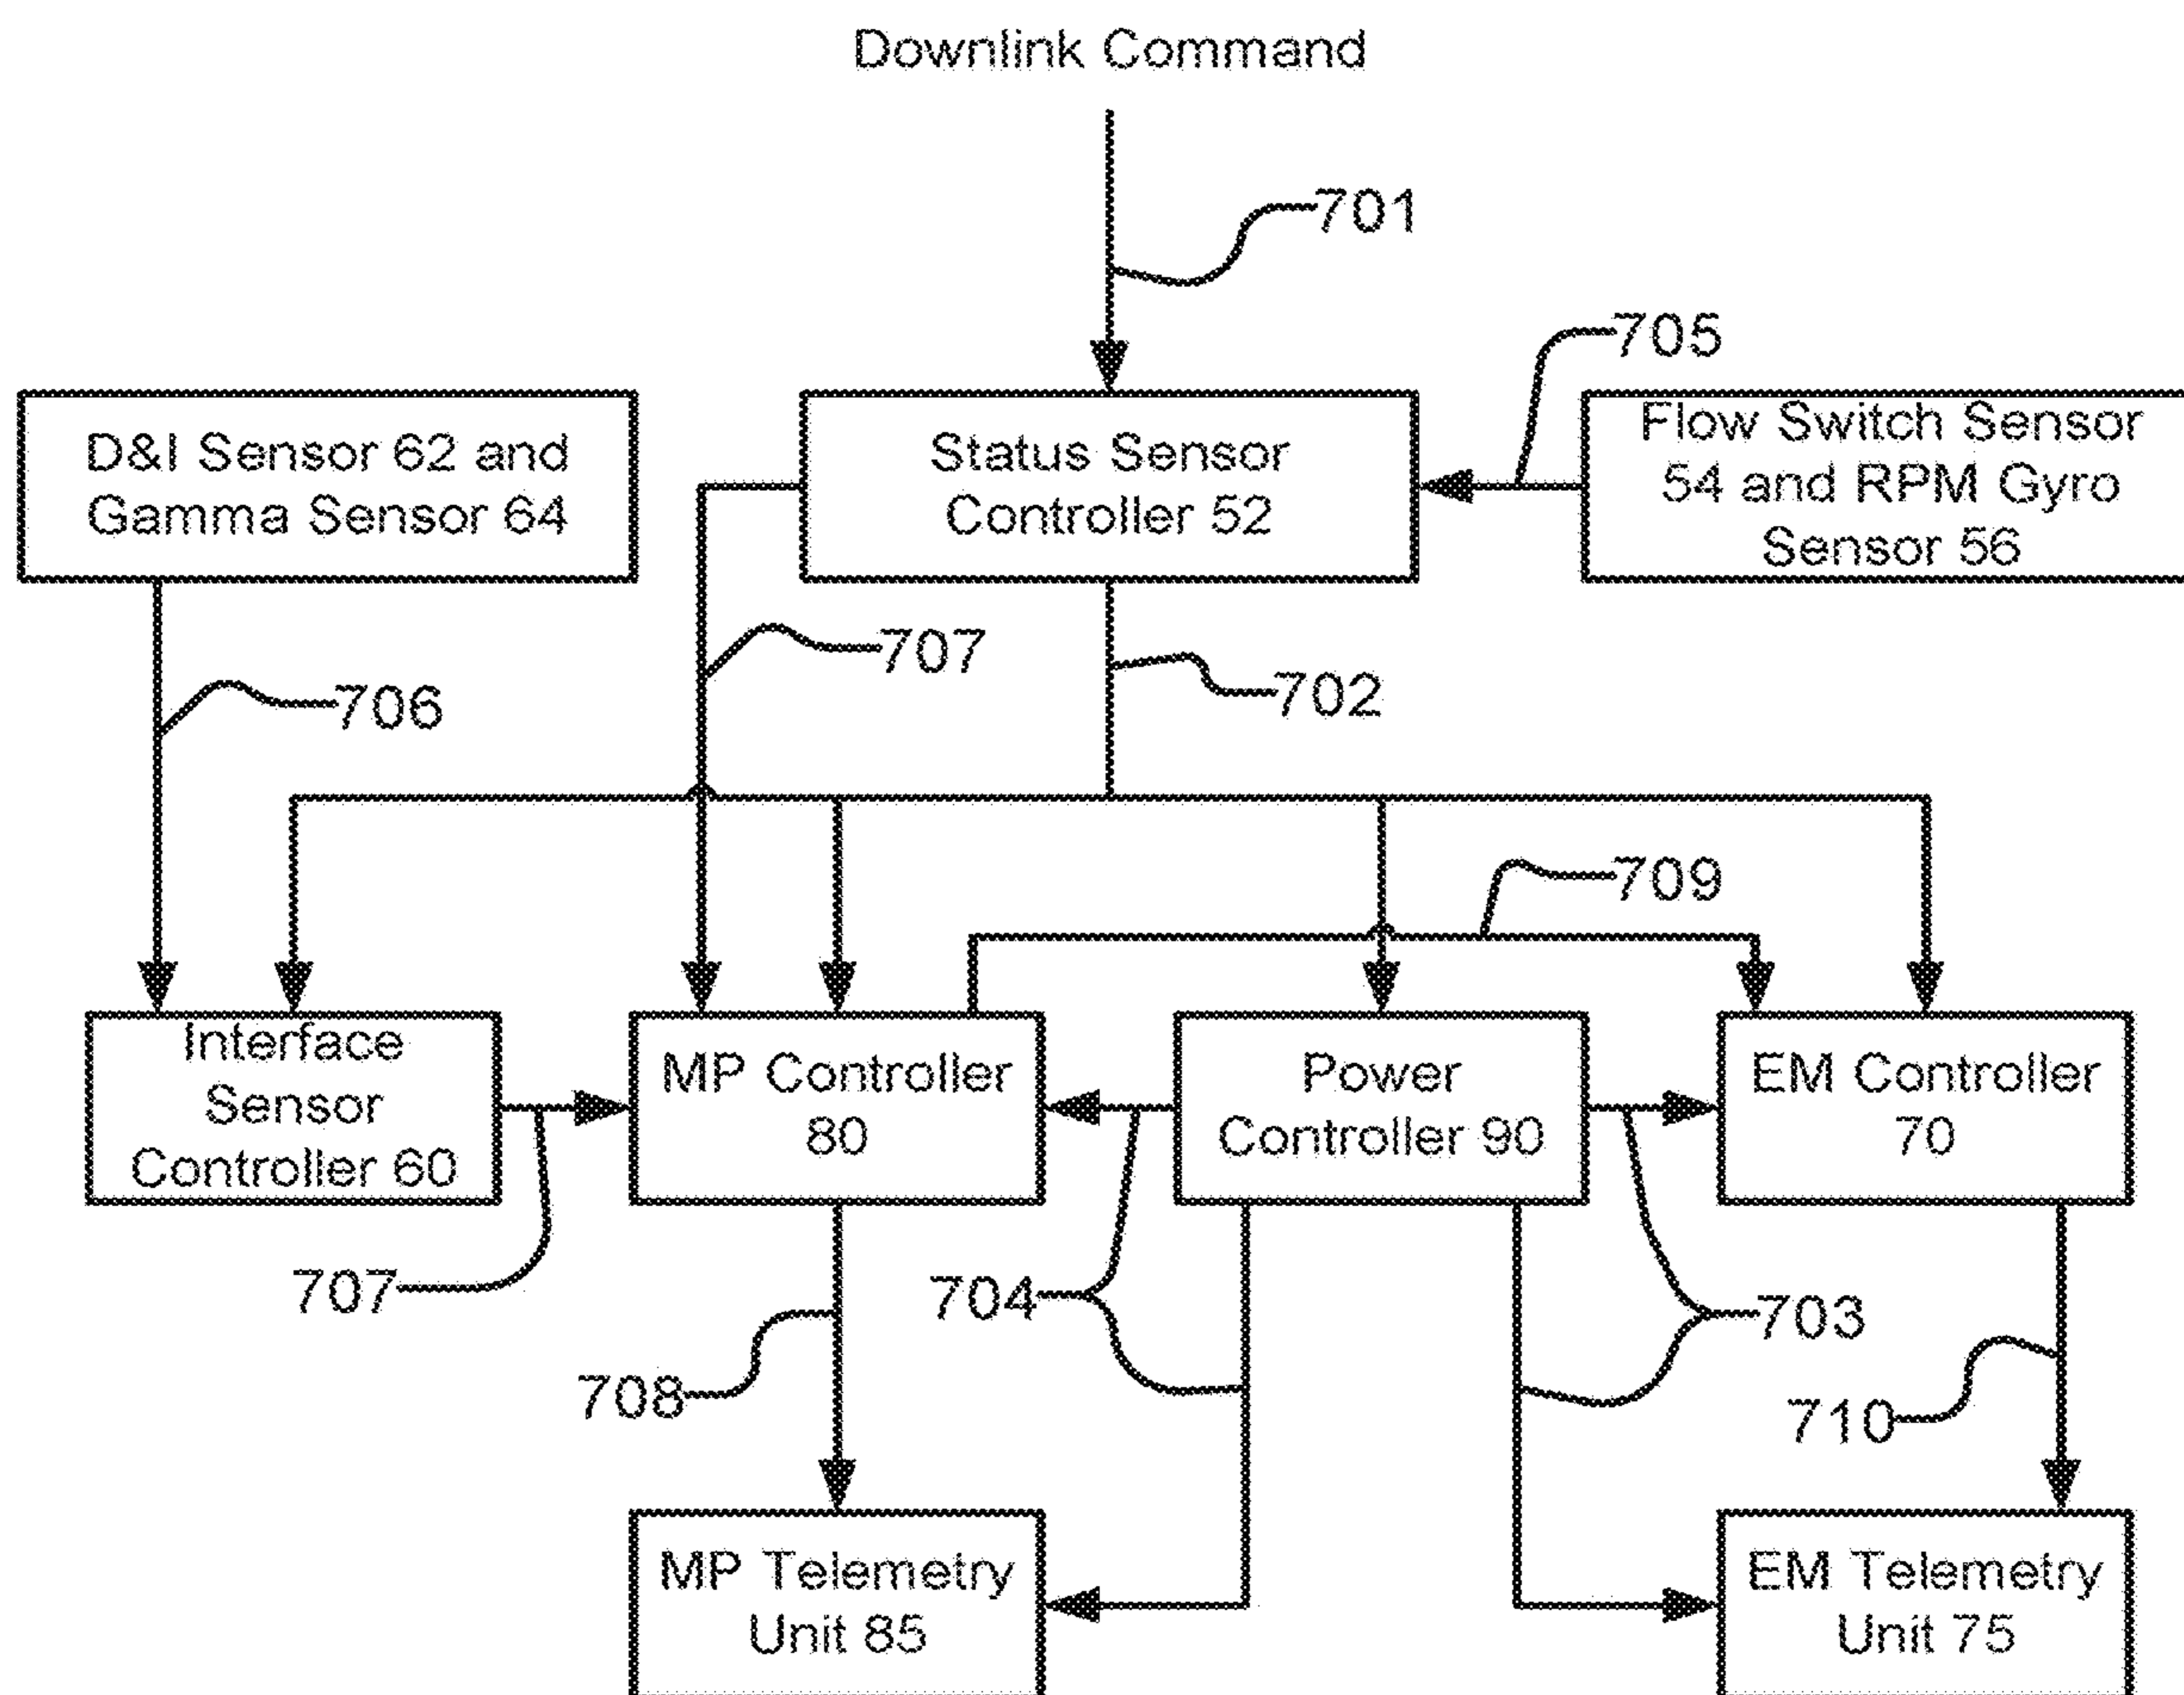 Downlink Command
701
705
D&I Sensor 62 and
Gamma Sensor 64
Status Sensor
Controller 52
Flow Switch Sensor
54 and RPM Gyro
Sensor 56
707
702
706
709
Interface
Sensor
Controller 60
MP Controller
80
Power
Controller 90
EM Controller
70
707
704
703
708
710
MP Telemetry
Unit 85
EM Telemetry
Unit 75